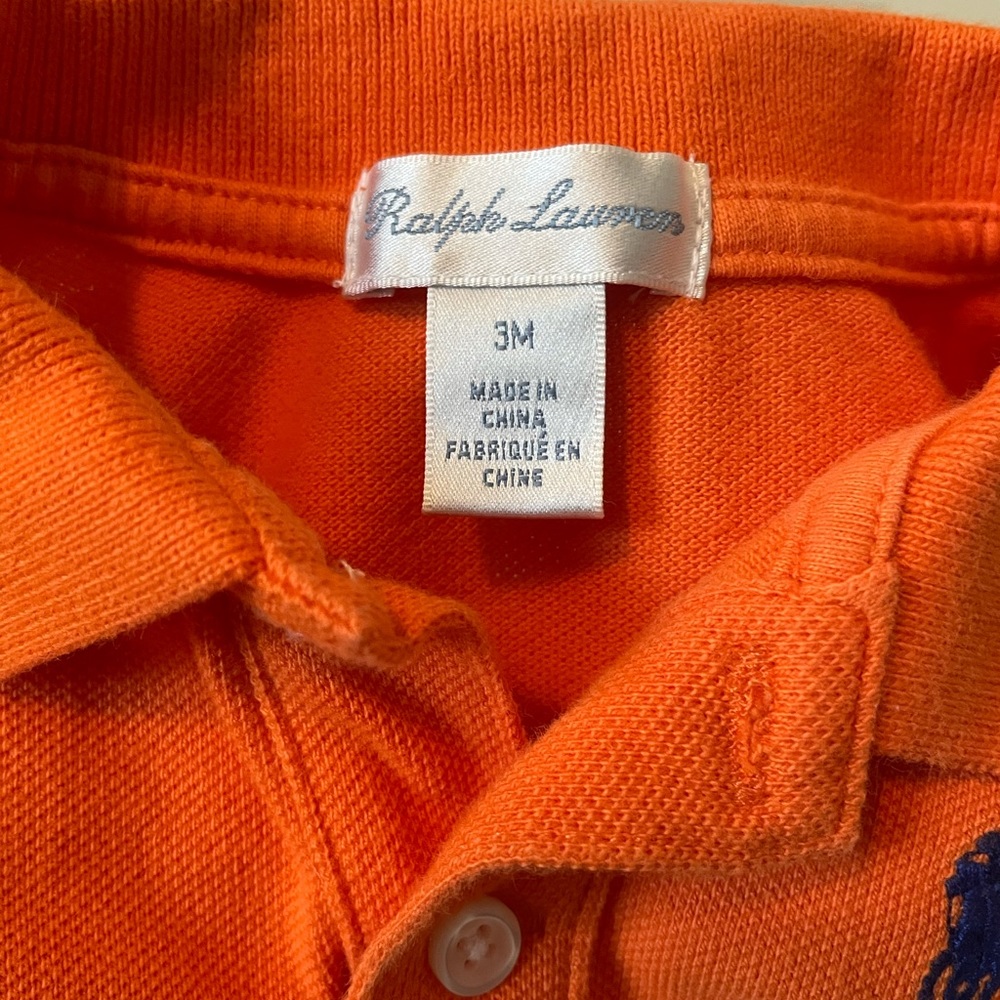 Ralph Lauren
3M
MADE IN
CHINA
FABRIQUÉ EN
CHINE